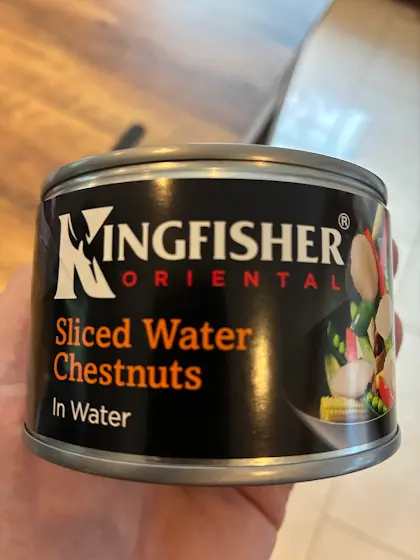 KINGFISHER®
ORIENTAL
Sliced Water
Chestnuts
In Water